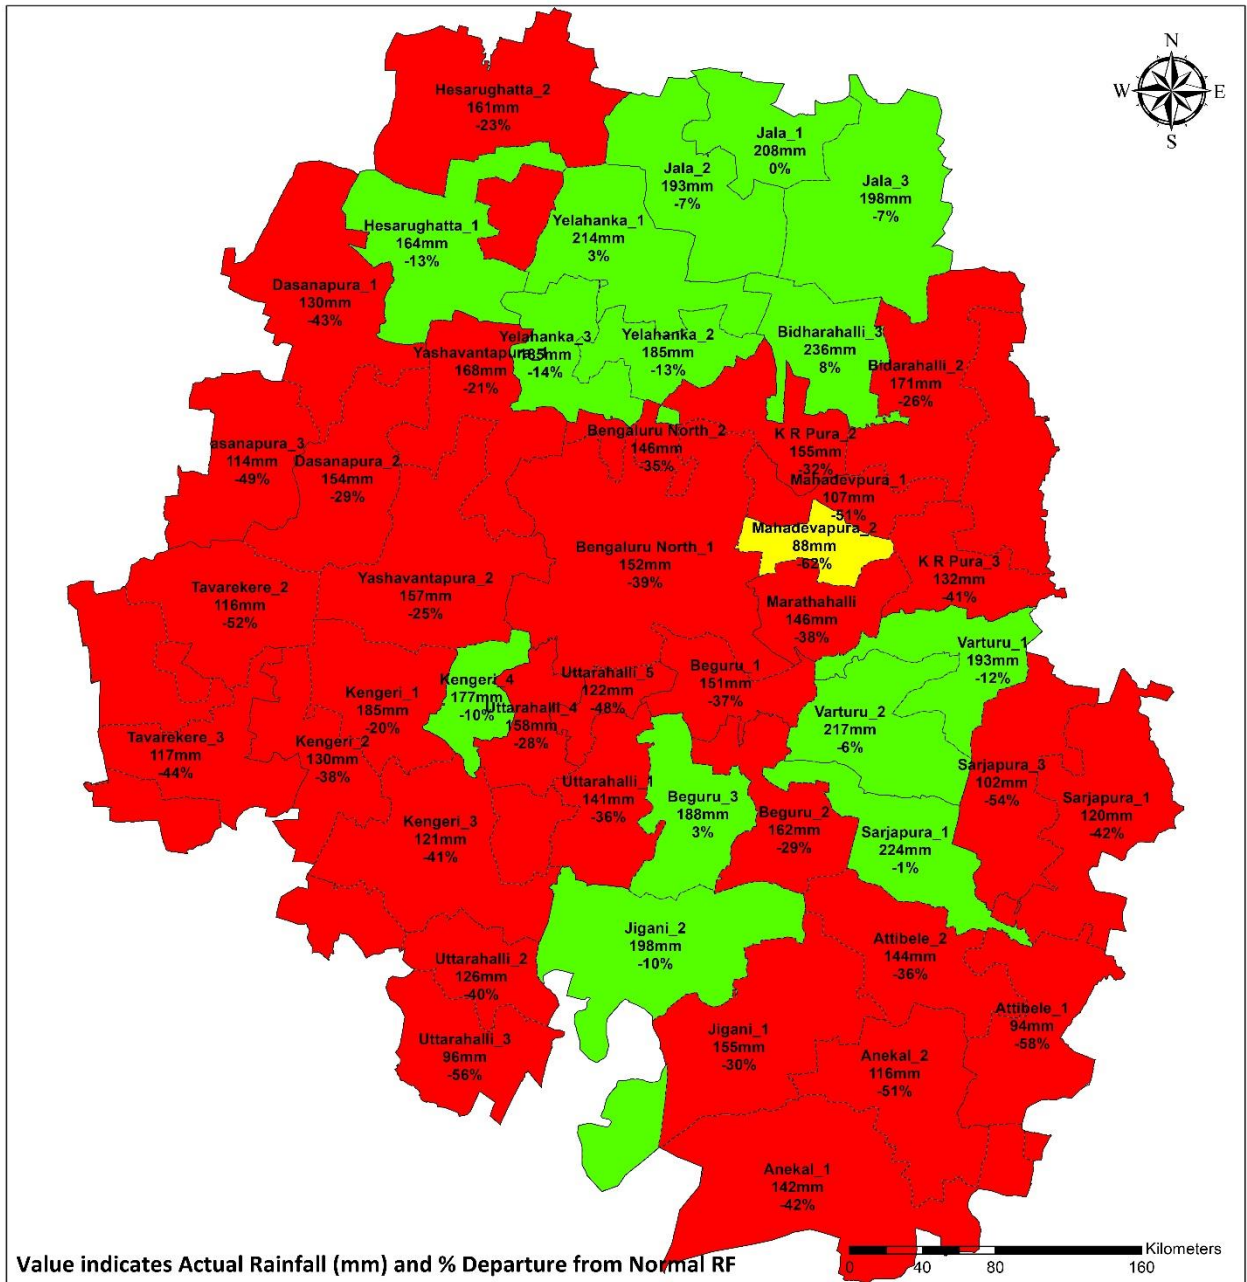 N
W E
S
Hesarughatta_2
161mm
-23%
Jala_1
208mm
0%
Jala_2
193mm
-7%
Jala_3
198mm
-7%
Hesarughatta_1
164mm
-13%
Yelahanka_1
214mm
3%
Dasanapura_1
130mm
-43%
Yashavantapura_1
168mm
-21%
Yelahanka_3
185mm
-14%
Yelahanka_2
185mm
-13%
Bidharahalli_3
236mm
8%
Bidarahalli_2
171mm
-26%
asanapura_3
114mm
-49%
Dasanapura_2
154mm
-29%
Bengaluru North_2
146mm
-35%
K R Pura_2
155mm
-32%
Mahadevpura_1
107mm
-51%
Mahadevapura_2
88mm
-62%
Bengaluru North_1
152mm
-39%
K R Pura_3
132mm
-41%
Tavarekere_2
116mm
-52%
Yashavantapura_2
157mm
-25%
Marathahalli
146mm
-38%
Varturu_1
193mm
-12%
Kengeri_1
185mm
-20%
Kengeri_4
177mm
-10%
Uttarahalli_4
158mm
-28%
Uttarahalli_5
122mm
-48%
Beguru_1
151mm
-37%
Varturu_2
217mm
-6%
Tavarekere_3
117mm
-44%
Kengeri_2
130mm
-38%
Sarjapura_3
102mm
-54%
Sarjapura_1
120mm
-42%
Uttarahalli_1
141mm
-36%
Beguru_3
188mm
3%
Beguru_2
162mm
-29%
Sarjapura_1
224mm
-1%
Kengeri_3
121mm
-41%
Jigani_2
198mm
-10%
Attibele_2
144mm
-36%
Uttarahalli_2
126mm
-40%
Attibele_1
94mm
-58%
Uttarahalli_3
96mm
-56%
Jigani_1
155mm
-30%
Anekal_2
116mm
-51%
Anekal_1
142mm
-42%
Value indicates Actual Rainfall (mm) and % Departure from Normal RF
Kilometers
0 40 80 160